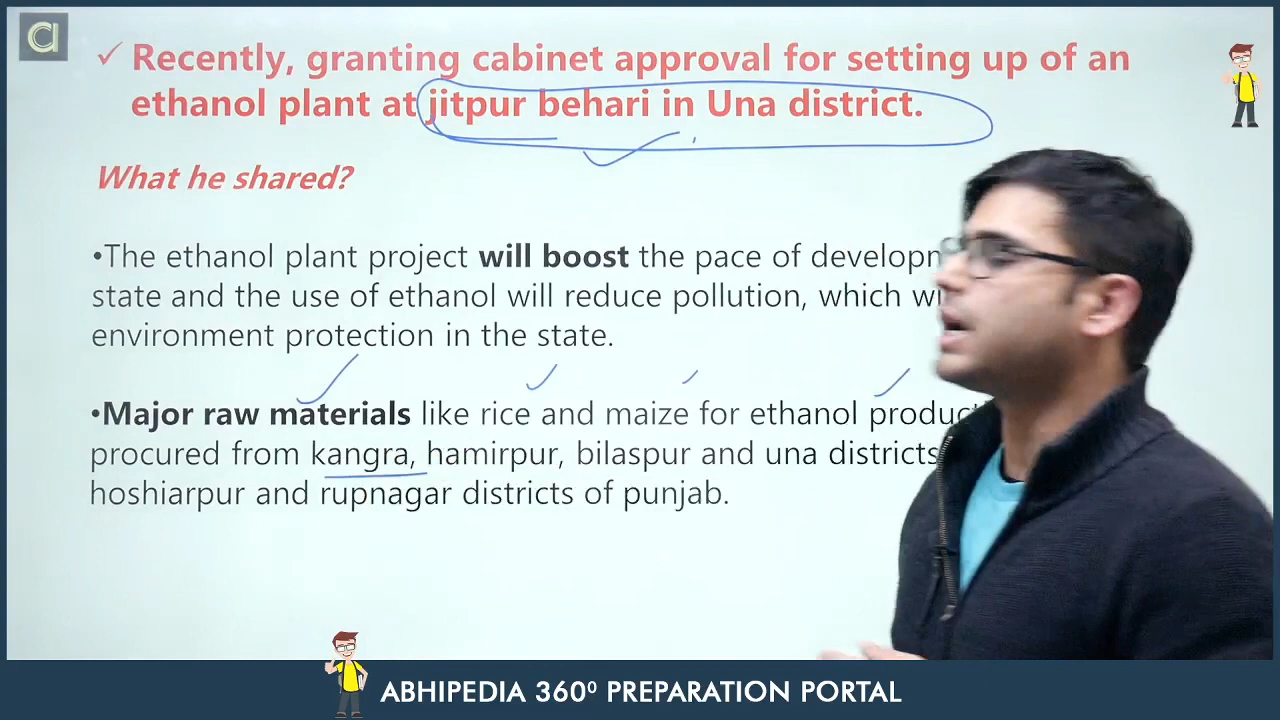 ✓ Recently, granting cabinet approval for setting up of an
ethanol plant at jitpur behari in Una district.
What he shared?
•The ethanol plant project will boost the pace of
state and the use of ethanol will reduce pollution, which
environment protection in the state.
•Major raw materials like rice and maize for ethanol
procured from kangra, hamirpur, bilaspur and una districts
hoshiarpur and rupnagar districts of punjab.
ABHIPEDIA 360⁰ PREPARATION PORTAL